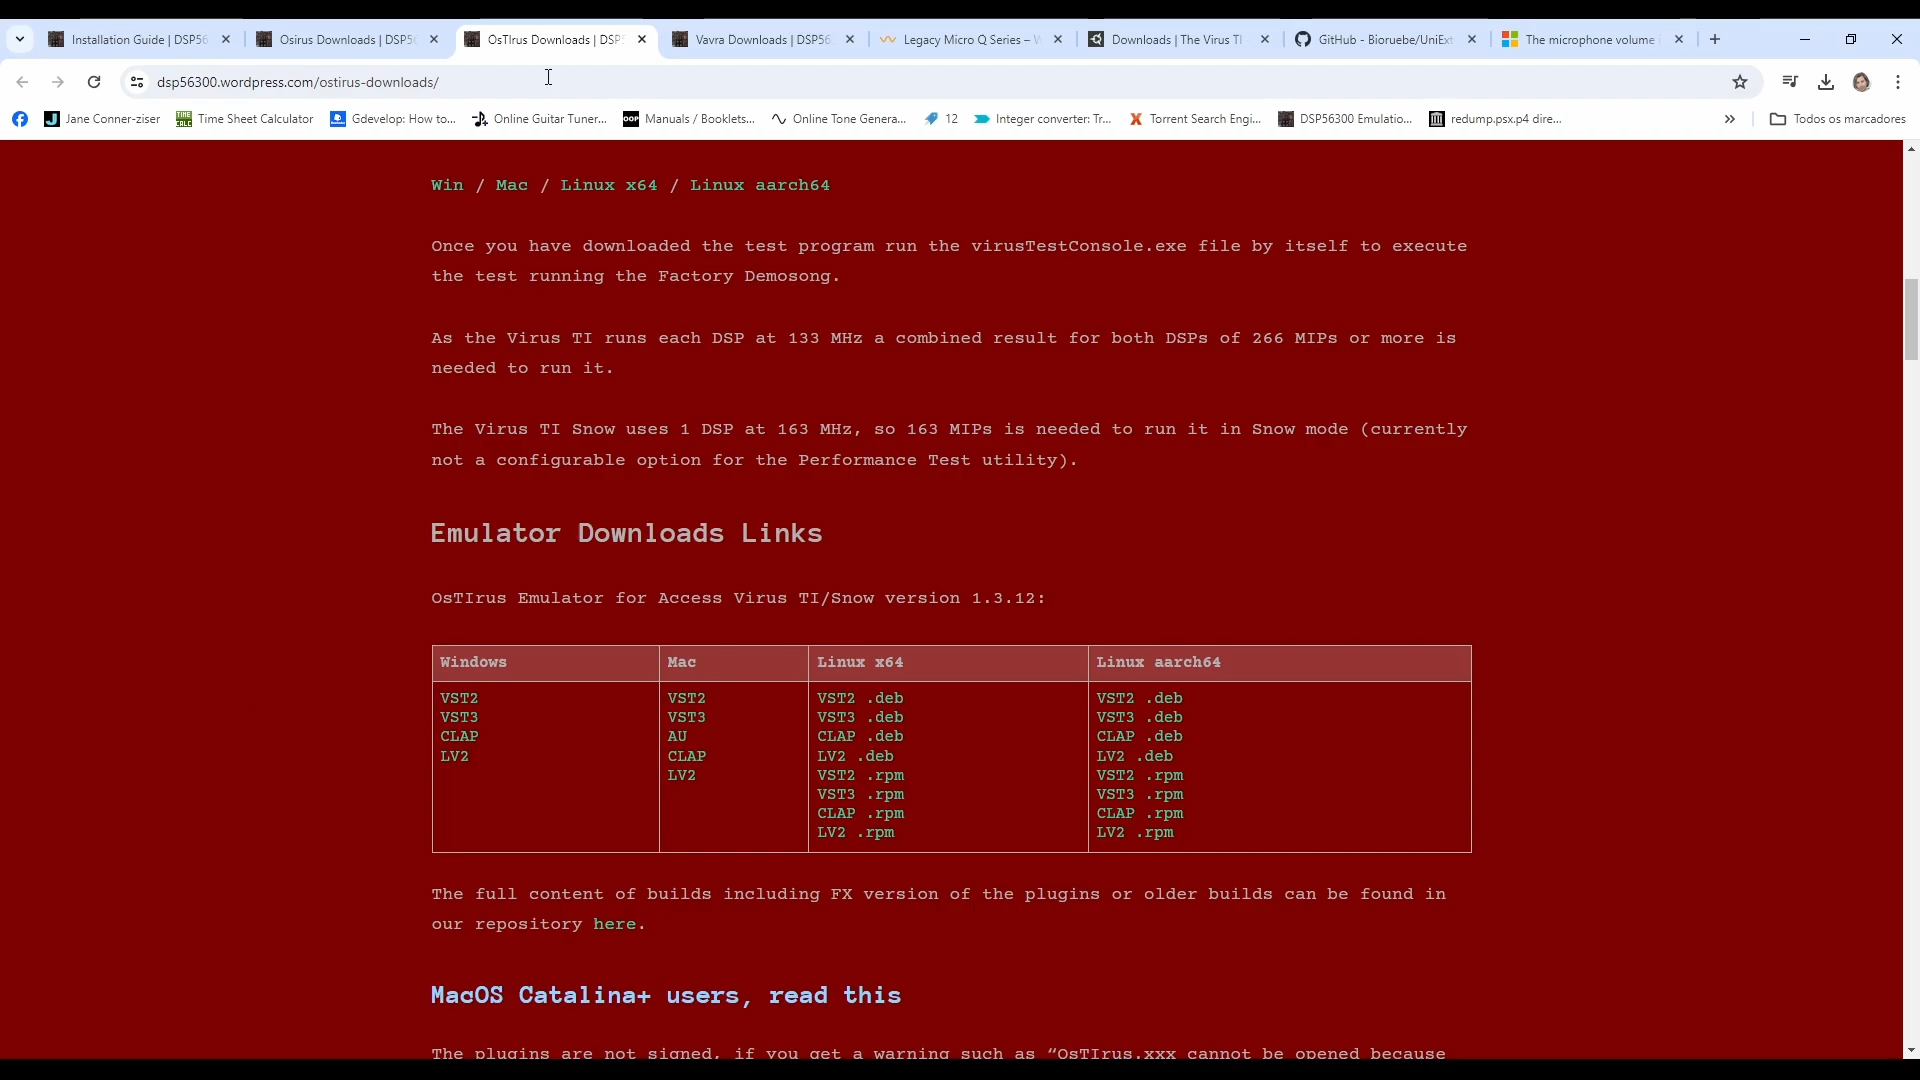 Installation Guide | DSP56
Osirus Downloads | DSP56
OsTIrus Downloads | DSP5
Vavra Downloads | DSP563
Legacy Micro Q Series – W
Downloads | The Virus TI
GitHub - Bioruebe/UniExt
The microphone volume i
dsp56300.wordpress.com/ostirus-downloads/
Jane Conner-ziser
Time Sheet Calculator
Gdevelop: How to...
Online Guitar Tuner...
Manuals / Booklets...
Online Tone Genera...
12
Integer converter: Tr...
Torrent Search Engi...
DSP56300 Emulatio...
redump.psx.p4 dire...
»
Todos os marcadores
Win / Mac / Linux x64 / Linux aarch64
Once you have downloaded the test program run the virusTestConsole.exe file by itself to execute
the test running the Factory Demosong.
As the Virus TI runs each DSP at 133 MHz a combined result for both DSPs of 266 MIPs or more is
needed to run it.
The Virus TI Snow uses 1 DSP at 163 MHz, so 163 MIPs is needed to run it in Snow mode (currently
not a configurable option for the Performance Test utility).
Emulator Downloads Links
OsTIrus Emulator for Access Virus TI/Snow version 1.3.12:
Windows
VST2
VST3
CLAP
LV2
Mac
VST2
VST3
AU
CLAP
LV2
Linux x64
VST2 .deb
VST3 .deb
CLAP .deb
LV2 .deb
VST2 .rpm
VST3 .rpm
CLAP .rpm
LV2 .rpm
Linux aarch64
VST2 .deb
VST3 .deb
CLAP .deb
LV2 .deb
VST2 .rpm
VST3 .rpm
CLAP .rpm
LV2 .rpm
The full content of builds including FX version of the plugins or older builds can be found in
our repository here.
MacOS Catalina+ users, read this
The plugins are not signed, if you get a warning such as “OsTIrus.xxx cannot be opened because